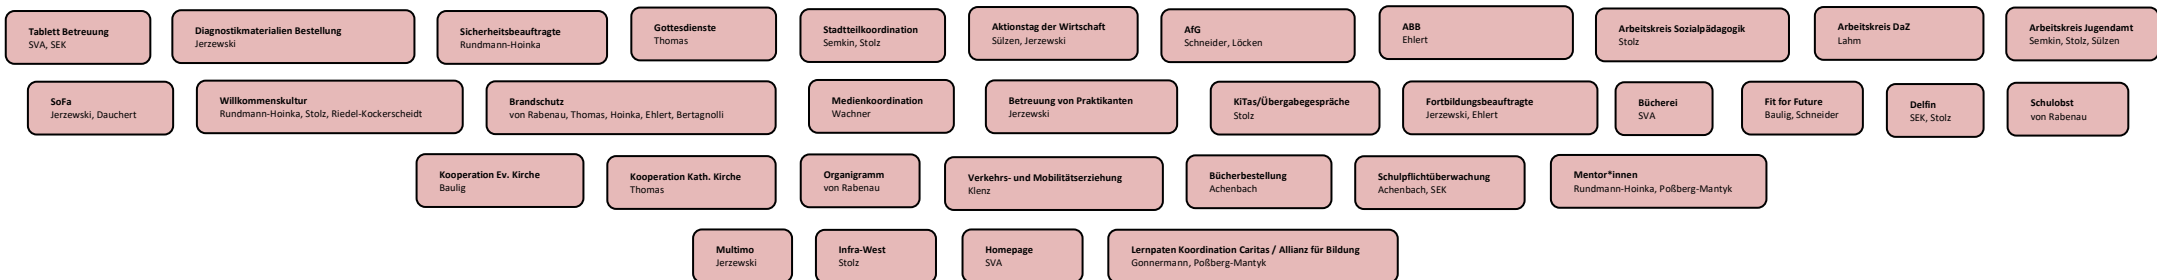 Tablett Betreuung
SVA, SEK
Diagnostikmaterialien Bestellung
Jerzewski
Sicherheitsbeauftragte
Rundmann-Hoinka
Gottesdienste
Thomas
Stadtteilkoordination
Semkin, Stolz
Aktionstag der Wirtschaft
Sülzen, Jerzewski
AfG
Schneider, Löcken
ABB
Ehlert
Arbeitskreis Sozialpädagogik
Stolz
Arbeitskreis DaZ
Lahm
Arbeitskreis Jugendamt
Semkin, Stolz, Sülzen
SoFa
Jerzewski, Dauchert
Willkommenskultur
Rundmann-Hoinka, Stolz, Riedel-Kockerscheidt
Brandschutz
von Rabenau, Thomas, Hoinka, Ehlert, Bertagnolli
Medienkoordination
Wachner
Betreuung von Praktikanten
Jerzewski
KiTas/Übergabegespräche
Stolz
Fortbildungsbeauftragte
Jerzewski, Ehlert
Bücherei
SVA
Fit for Future
Baulig, Schneider
Delfin
SEK, Stolz
Schulobst
von Rabenau
Kooperation Ev. Kirche
Baulig
Kooperation Kath. Kirche
Thomas
Organigramm
von Rabenau
Verkehrs- und Mobilitätserziehung
Klenz
Bücherbestellung
Achenbach
Schulpflichtüberwachung
Achenbach, SEK
Mentor*innen
Rundmann-Hoinka, Poßberg-Mantyk
Multimo
Jerzewski
Infra-West
Stolz
Homepage
SVA
Lernpaten Koordination Caritas / Allianz für Bildung
Gonnermann, Poßberg-Mantyk